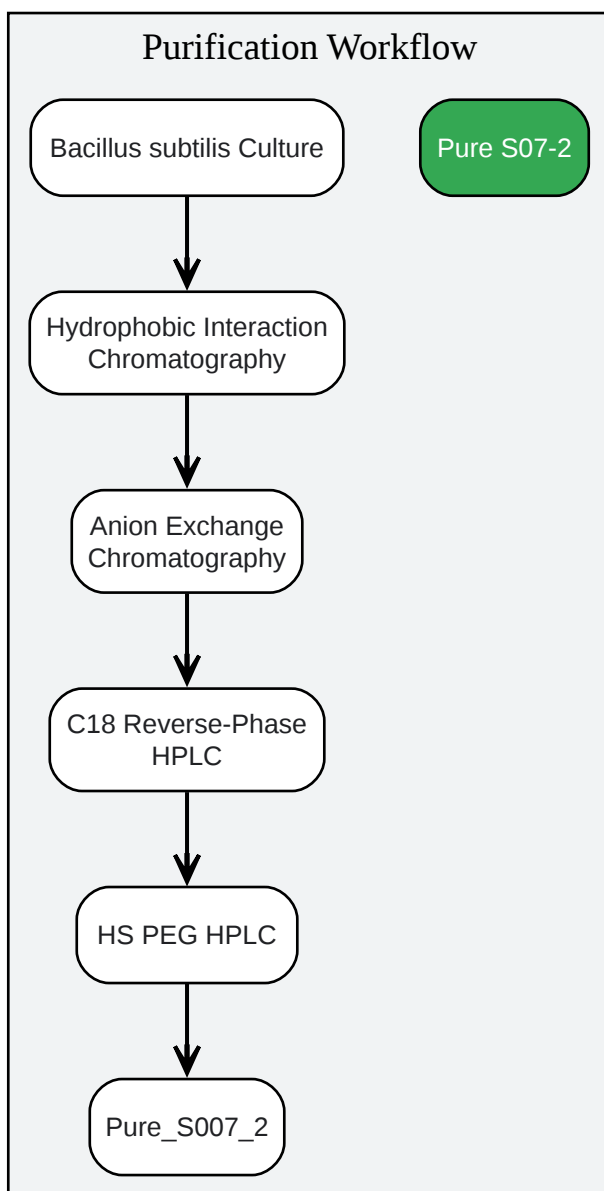 Purification Workflow
Bacillus subtilis Culture
Pure S07-2
Hydrophobic Interaction
Chromatography
Anion Exchange
Chromatography
C18 Reverse-Phase
HPLC
HS PEG HPLC
Pure_S007_2